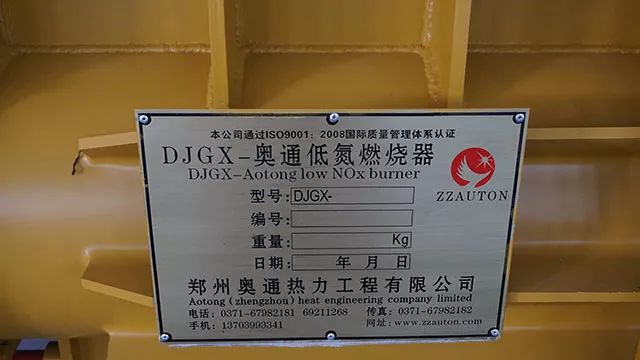 本公司通过ISO9001：2008国际质量管理体系认证
DJGX-奥通低氮燃烧器
DJGX-Aotong low NOx burner
ZZAUTON
型号: DJGX-
编号:
重量: Kg
日期: 年 月 日
郑州奥通热力工程有限公司
Aotong (zhengzhou) heat engineering company limited
电话: 0371-67982181 69211268 传真: 0371-67982182
手机: 13703993341 网址: www.zzauton.com